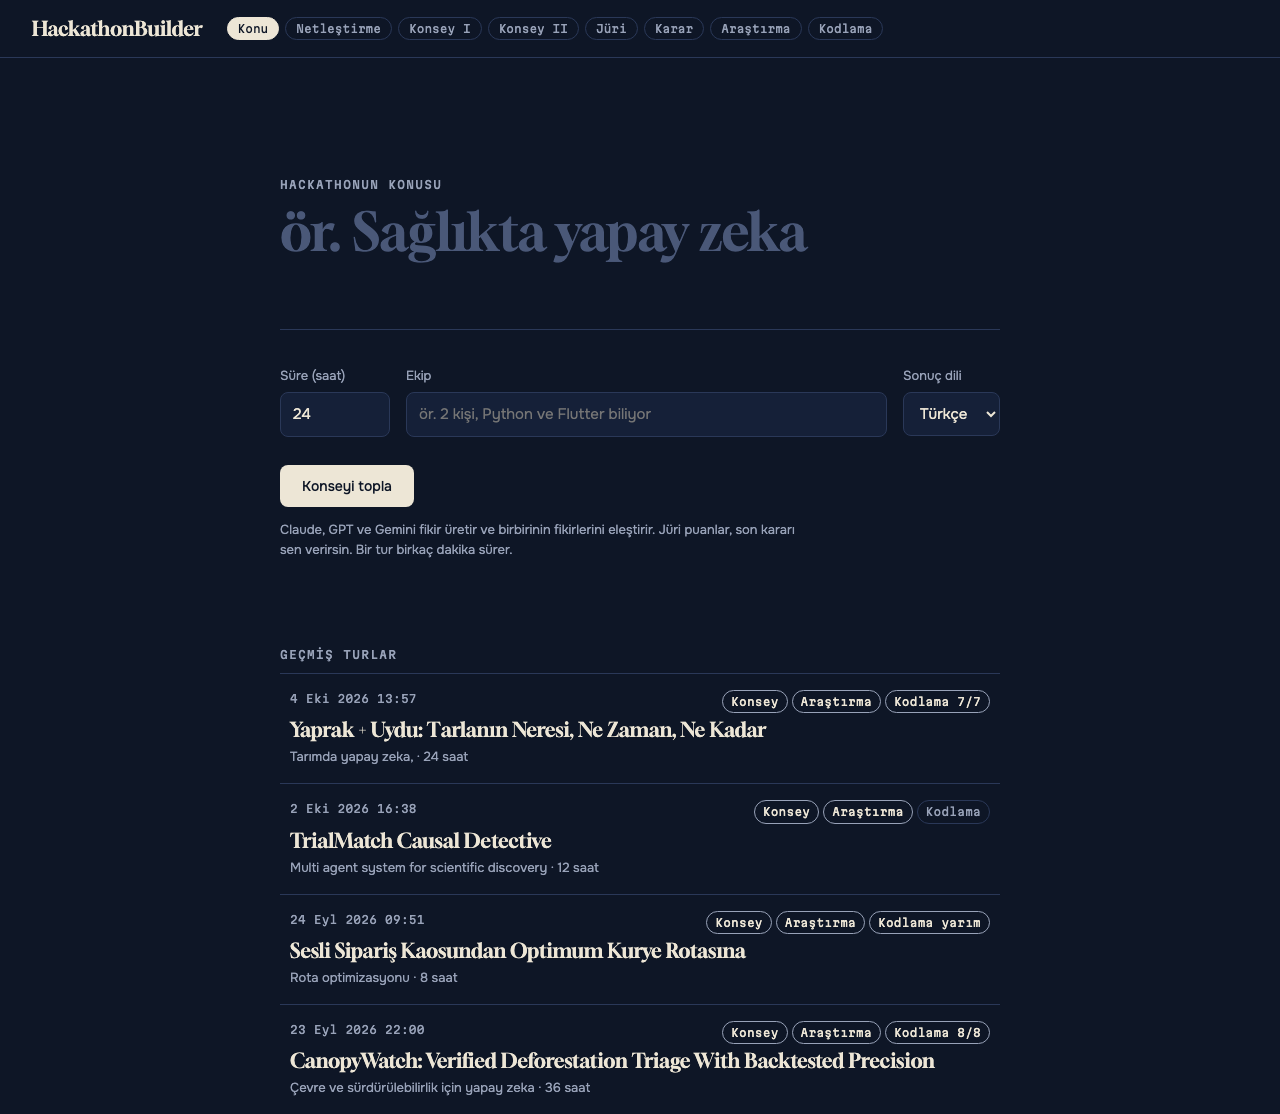 HackathonBuilder
Konu
Netleştirme
Konsey I
Konsey II
Jüri
Karar
Araştırma
Kodlama
HACKATHONUN KONUSU
ör. Sağlıkta yapay zeka
Süre (saat)
Ekip
Sonuç dili
24
ör. 2 kişi, Python ve Flutter biliyor
Türkçe
Konseyi topla
Claude, GPT ve Gemini fikir üretir ve birbirinin fikirlerini eleştirir. Jüri puanlar, son kararı
sen verirsin. Bir tur birkaç dakika sürer.
GEÇMİŞ TURLAR
4 Eki 2026 13:57
Konsey
Araştırma
Kodlama 7/7
Yaprak + Uydu: Tarlanın Neresi, Ne Zaman, Ne Kadar
Tarımda yapay zeka, · 24 saat
2 Eki 2026 16:38
Konsey
Araştırma
Kodlama
TrialMatch Causal Detective
Multi agent system for scientific discovery · 12 saat
24 Eyl 2026 09:51
Konsey
Araştırma
Kodlama yarım
Sesli Sipariş Kaosundan Optimum Kurye Rotasına
Rota optimizasyonu · 8 saat
23 Eyl 2026 22:00
Konsey
Araştırma
Kodlama 8/8
CanopyWatch: Verified Deforestation Triage With Backtested Precision
Çevre ve sürdürülebilirlik için yapay zeka · 36 saat